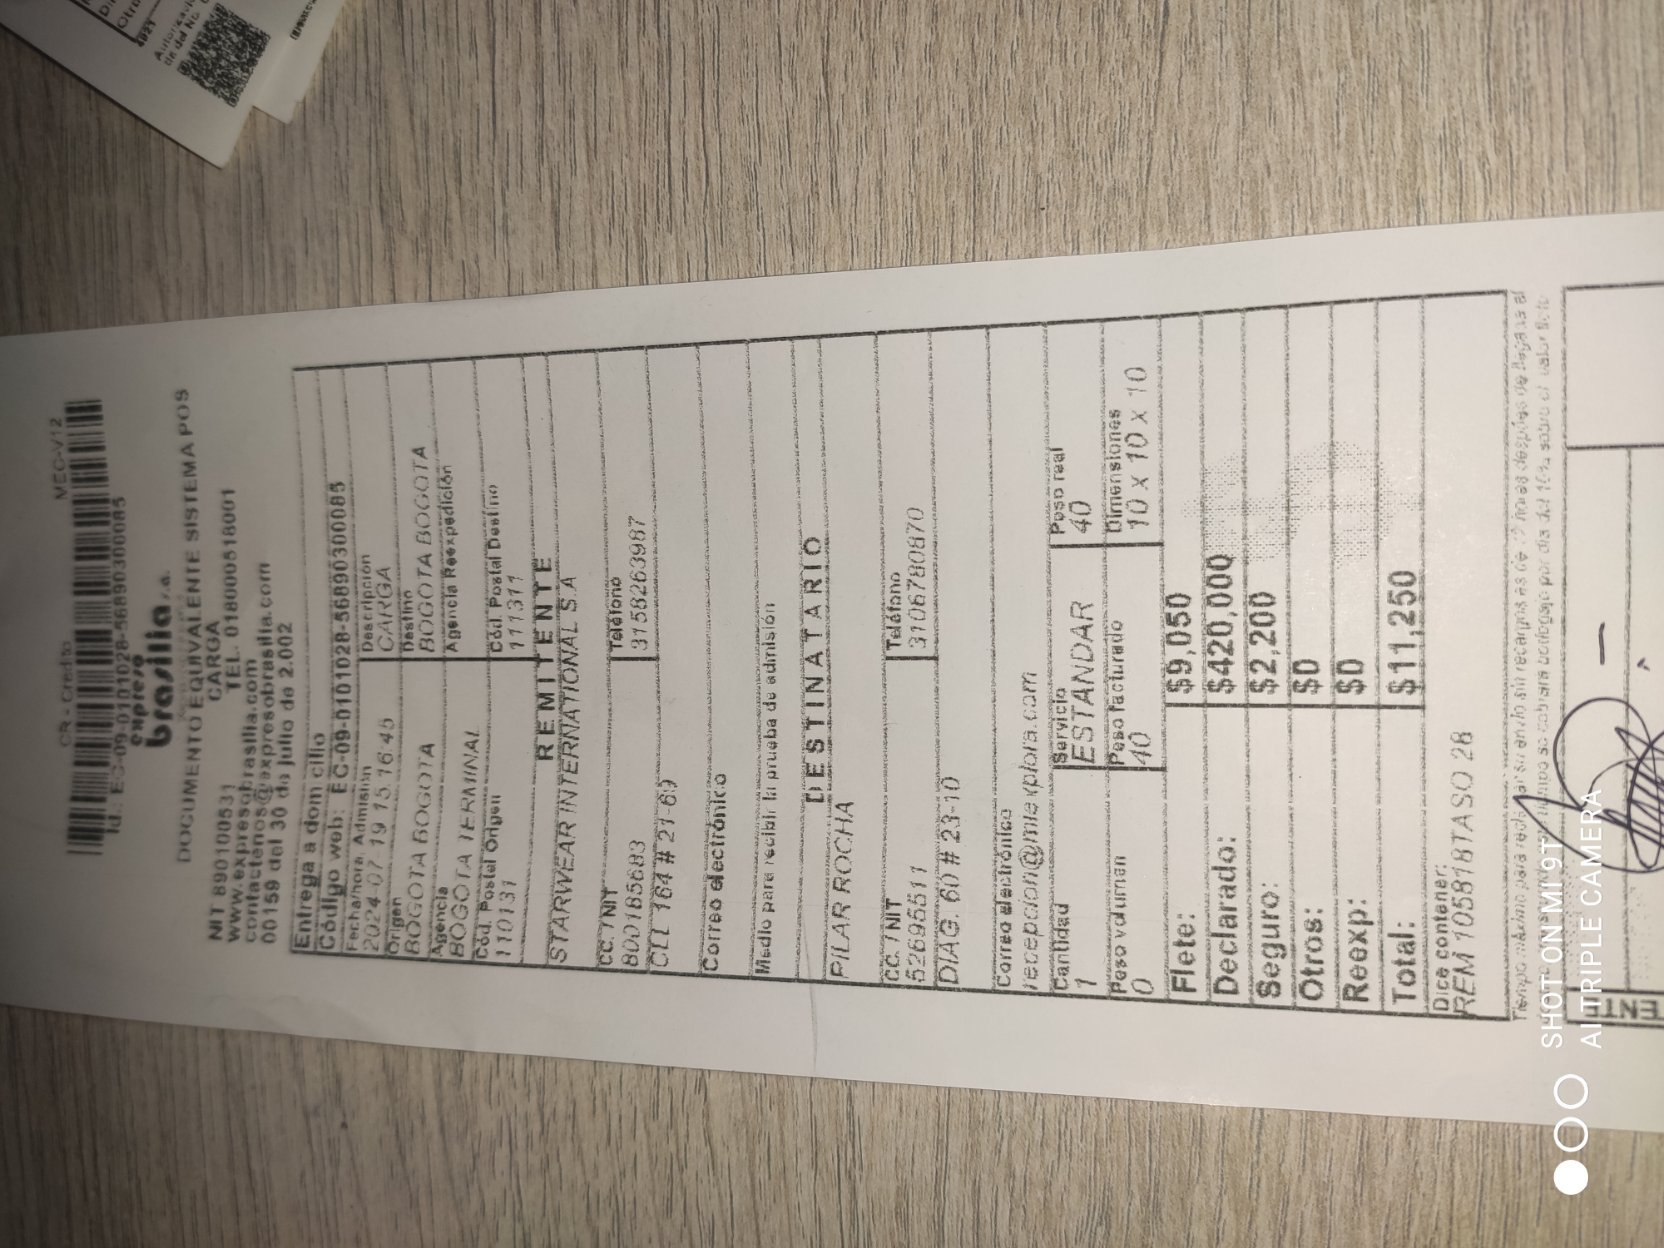 CR - Credito MEC-V12
Id.: EC-09-0101028-5689030085
expreso
brasilia s.a.
DOCUMENTO EQUIVALENTE SISTEMA POS
NIT 890100531 CARGA
www.expresobrasilia.com TEL. 018000518001
contactenos@expresobrasilia.com
00159 del 30 de julio de 2.002
Entrega a domicilio
Código web: EC-09-0101028-5689030085
Fecha/hora Admisión Descripción
2024-07-19 15:16:45 CARGA
Origen Destino
BOGOTA BOGOTA BOGOTA BOGOTA
Agencia Agencia Reexpedición
BOGOTA TERMINAL
Cód. Postal Origen Cód. Postal Destino
110131 111311
REMITENTE
STARWEAR INTERNATIONAL S.A
CC. / NIT Teléfono
800185683 3158263987
CLL 164 # 21-69
Correo electrónico
Medio para recibir la prueba de admisión
DESTINATARIO
PILAR ROCHA
CC. / NIT Teléfono
52695511 3106780870
DIAG. 60 # 23-10
Correo electrónico
recepcion@mlexplora.com
Cantidad Servicio Peso real
1 ESTANDAR 40
Peso volumen Peso facturado Dimensiones
0 40 10 x 10 x 10
Flete: $9,050
Declarado: $420,000
Seguro: $2,200
Otros: $0
Reexp: $0
Total: $11,250
Dice contener:
REM 10581BTASO 28
ENTE
SHOT ON MI 9T
AI TRIPLE CAMERA